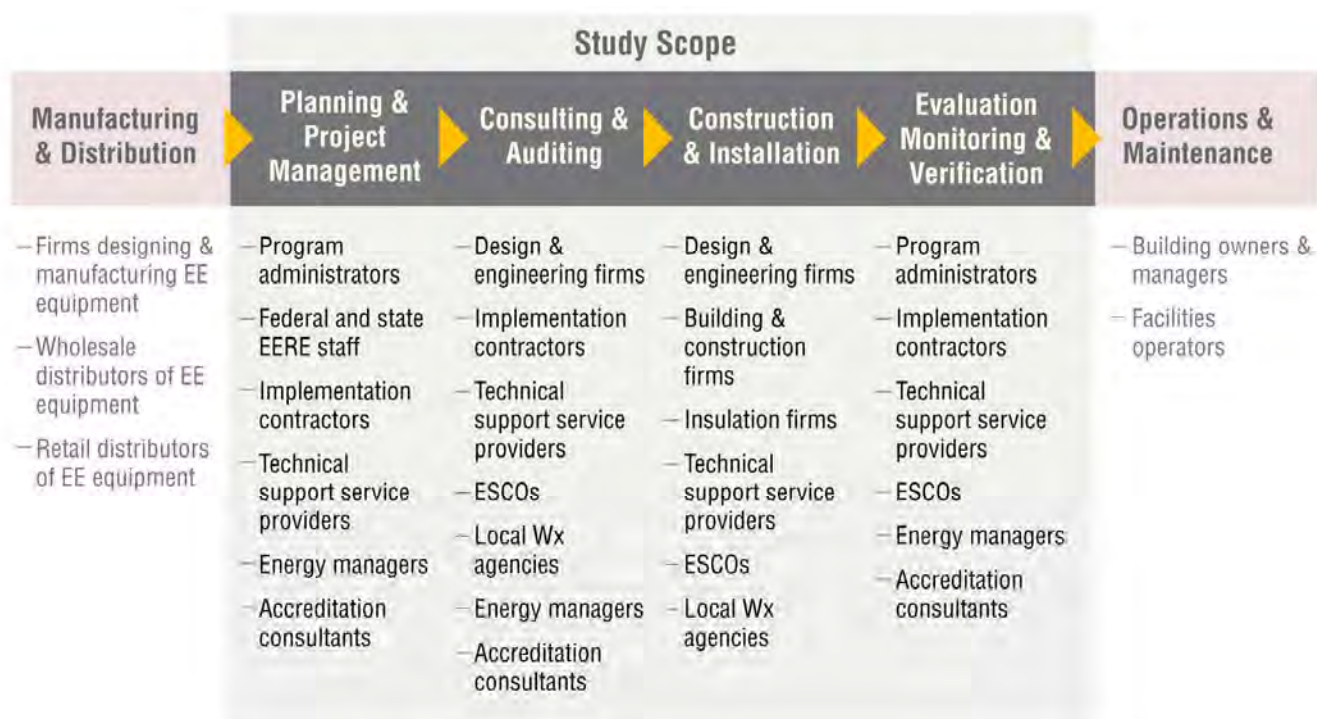 Study Scope
Manufacturing
& Distribution
Planning &
Project
Management
Consulting &
Auditing
Construction
& Installation
Evaluation
Monitoring &
Verification
Operations &
Maintenance
– Firms designing &
manufacturing EE
equipment
– Wholesale
distributors of EE
equipment
– Retail distributors
of EE equipment
– Program
administrators
– Federal and state
EERE staff
– Implementation
contractors
– Technical
support service
providers
– Energy managers
– Accreditation
consultants
– Design &
engineering firms
– Implementation
contractors
– Technical
support service
providers
– ESCOs
– Local Wx
agencies
– Energy managers
– Accreditation
consultants
– Design &
engineering firms
– Building &
construction
firms
– Insulation firms
– Technical
support service
providers
– ESCOs
– Local Wx
agencies
– Program
administrators
– Implementation
contractors
– Technical
support service
providers
– ESCOs
– Energy managers
– Accreditation
consultants
– Building owners &
managers
– Facilities
operators